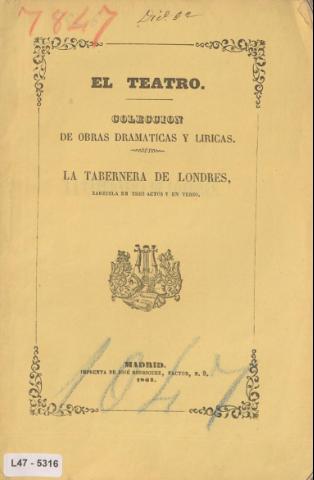 7847
EL TEATRO.
COLECCION
DE OBRAS DRAMATICAS Y LIRICAS.
LA TABERNERA DE LONDRES,
ZARZUELA EN TRES ACTOS Y EN VERSO.
MADRID.
IMPRENTA DE JOSÉ RODRIGUEZ, FACTOR, N. 9.
1047
L47 - 5316